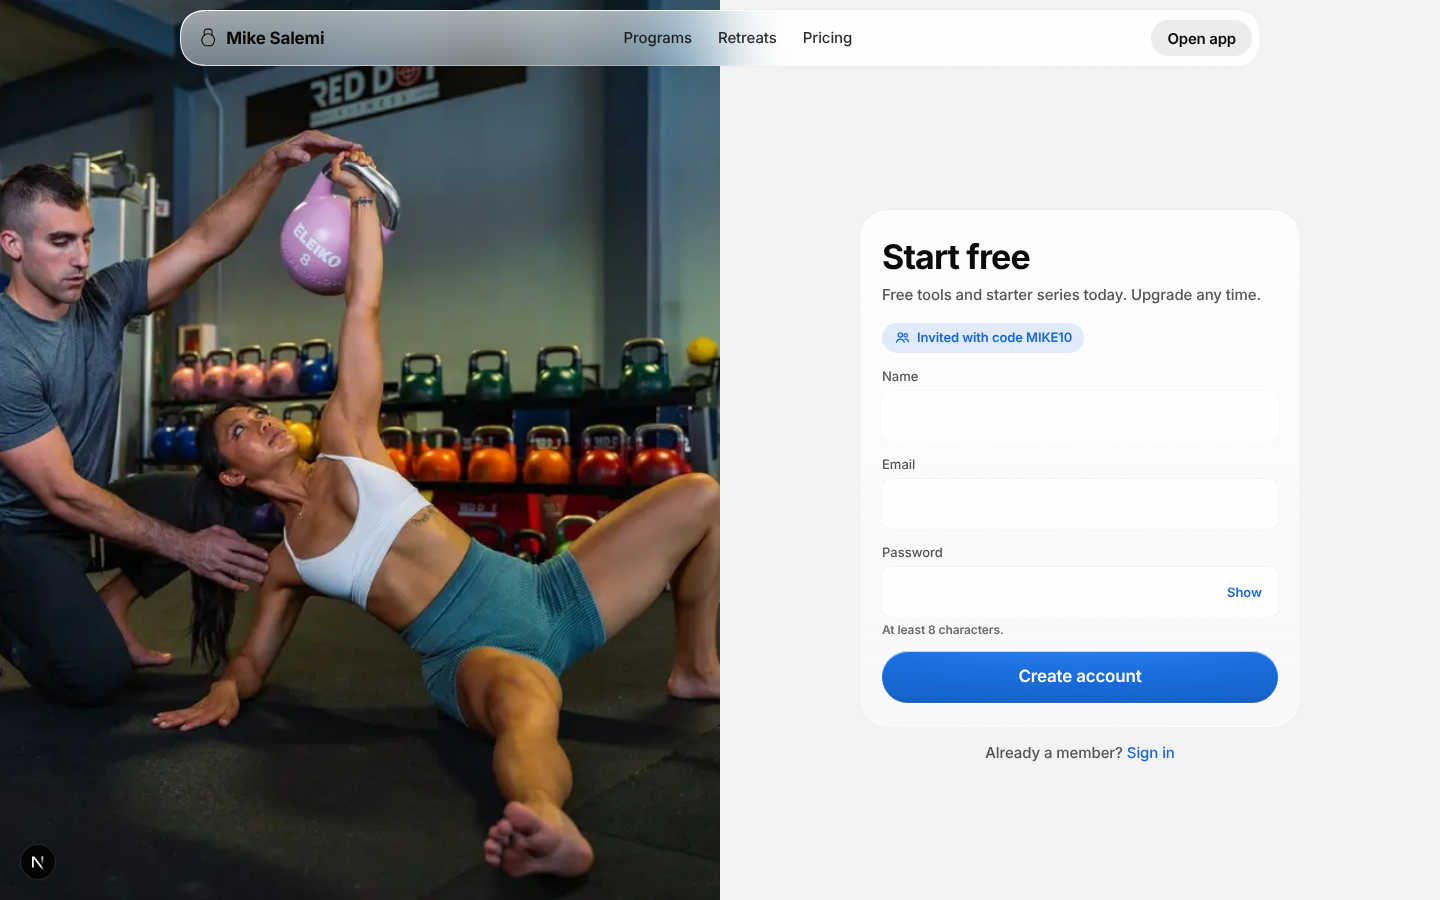 Mike Salemi
Programs
Retreats
Pricing
Open app
RED DOT
FITNESS
ELEIKO
8
Start free
Free tools and starter series today. Upgrade any time.
Invited with code MIKE10
Name
Email
Password
Show
At least 8 characters.
Create account
Already a member? Sign in
N